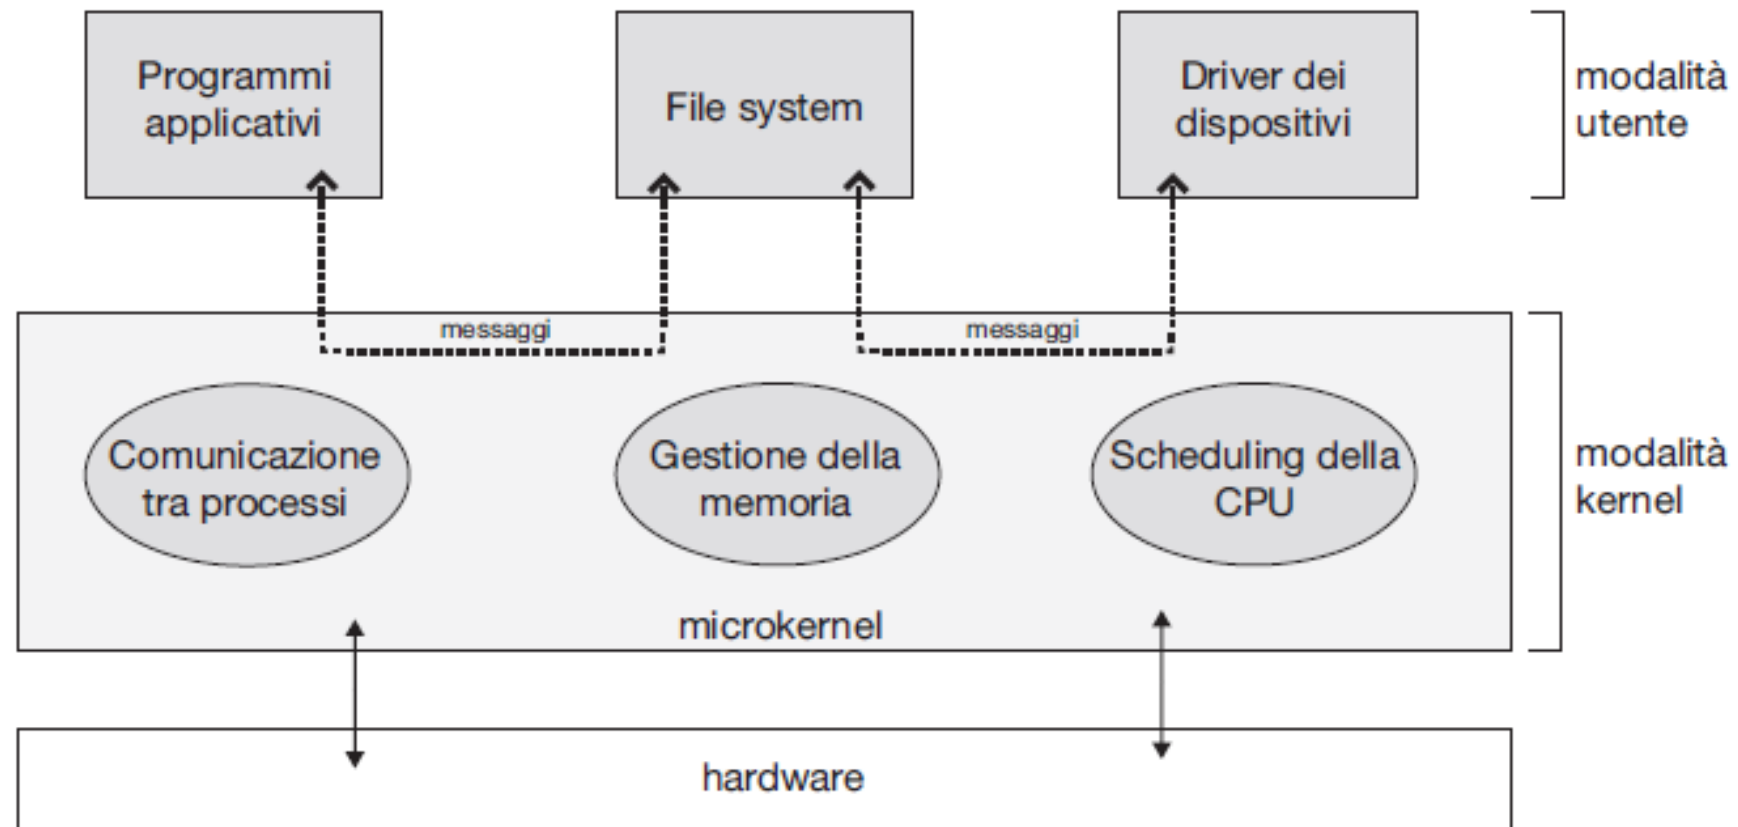 Programmi
applicativi
File system
Driver dei
dispositivi
modalità
utente
messaggi
messaggi
Comunicazione
tra processi
Gestione della
memoria
Scheduling della
CPU
modalità
kernel
microkernel
hardware